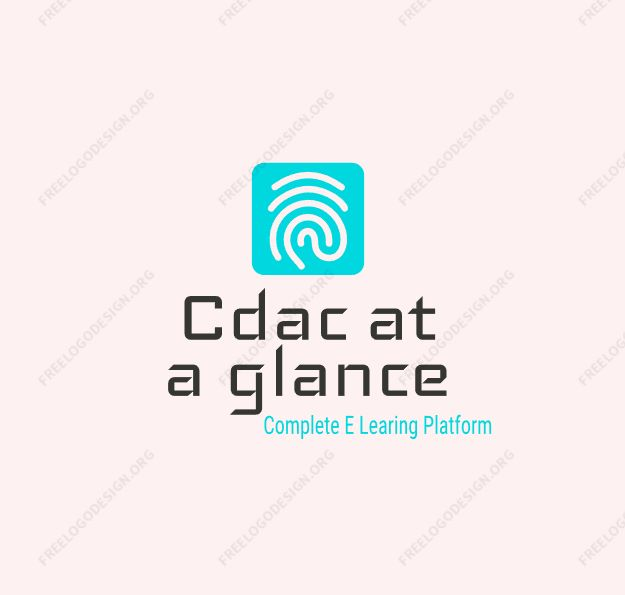 Cdac at
a glance
Complete E Learing Platform
FREELOGODESIGN.ORG